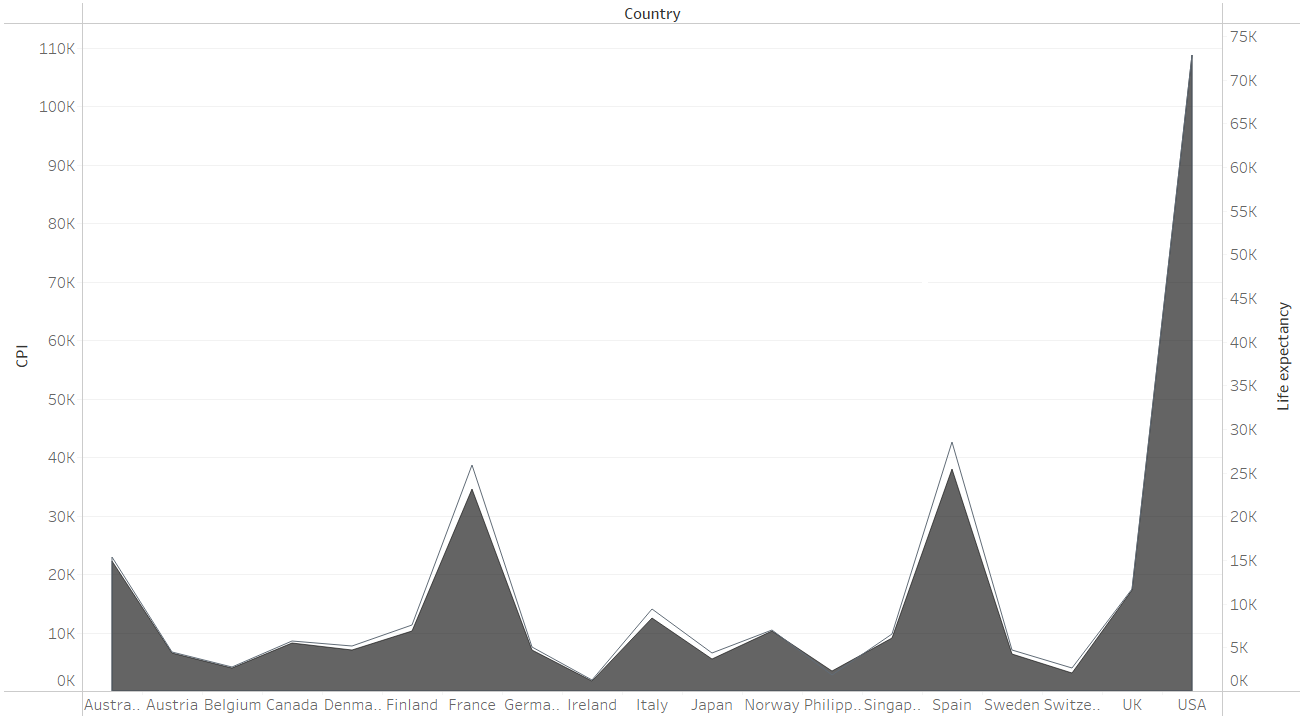 Country
110K
100K
90K
80K
70K
60K
50K
40K
30K
20K
10K
0K
CPI
75K
70K
65K
60K
55K
50K
45K
40K
35K
30K
25K
20K
15K
10K
5K
0K
Life expectancy
Austra.. Austria Belgium Canada Denma.. Finland France Germa.. Ireland Italy Japan Norway Philipp.. Singap.. Spain Sweden Switze.. UK USA